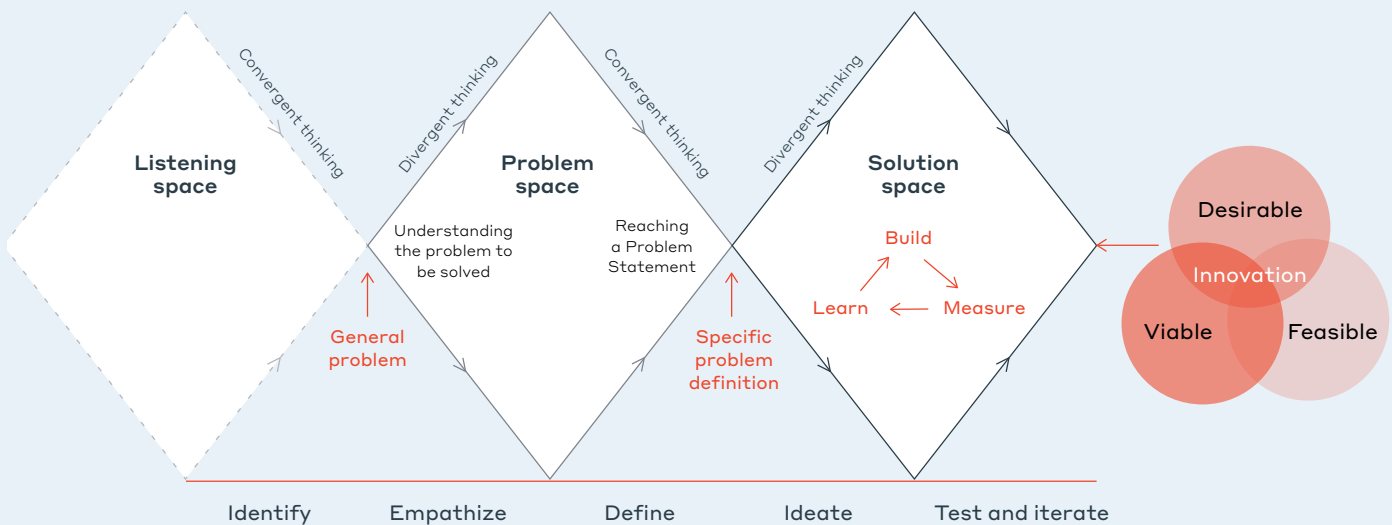 Convergent thinking
Divergent thinking
Convergent thinking
Divergent thinking
Listening
space
Problem
space
Solution
space
Understanding
the problem to
be solved
Reaching
a Problem
Statement
Build
Learn
Measure
General
problem
Specific
problem
definition
Desirable
Innovation
Viable
Feasible
Identify
Empathize
Define
Ideate
Test and iterate